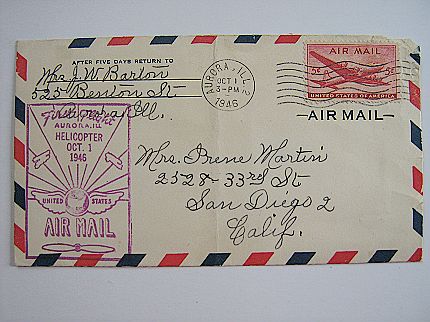 AFTER FIVE DAYS RETURN TO
Mrs J. W. Barton
525 Benton St
Aurora Ill.
AURORA, ILL
OCT 1
3-PM
1946
AIR MAIL
5¢ 5¢
UNITED STATES OF AMERICA
AIR MAIL
First Flight
AURORA, ILL
HELICOPTER
OCT. 1
1946
UNITED STATES
AIR MAIL
Mrs. Irene Martin
2528-33rd St
San Diego 2
Calif.